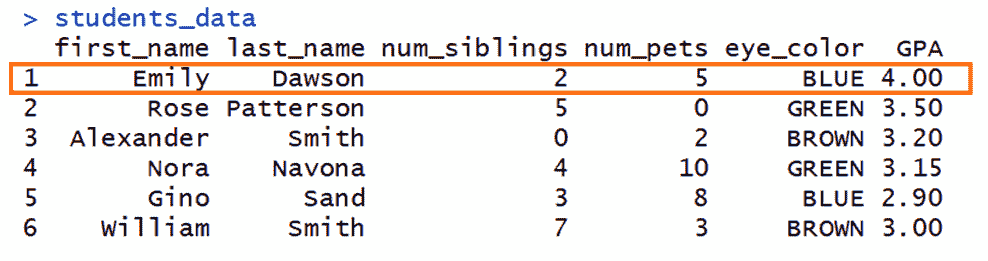 > students_data
first_name last_name num_siblings num_pets eye_color GPA
1 Emily Dawson 2 5 BLUE 4.00
2 Rose Patterson 5 0 GREEN 3.50
3 Alexander Smith 0 2 BROWN 3.20
4 Nora Navona 4 10 GREEN 3.15
5 Gino Sand 3 8 BLUE 2.90
6 William Smith 7 3 BROWN 3.00